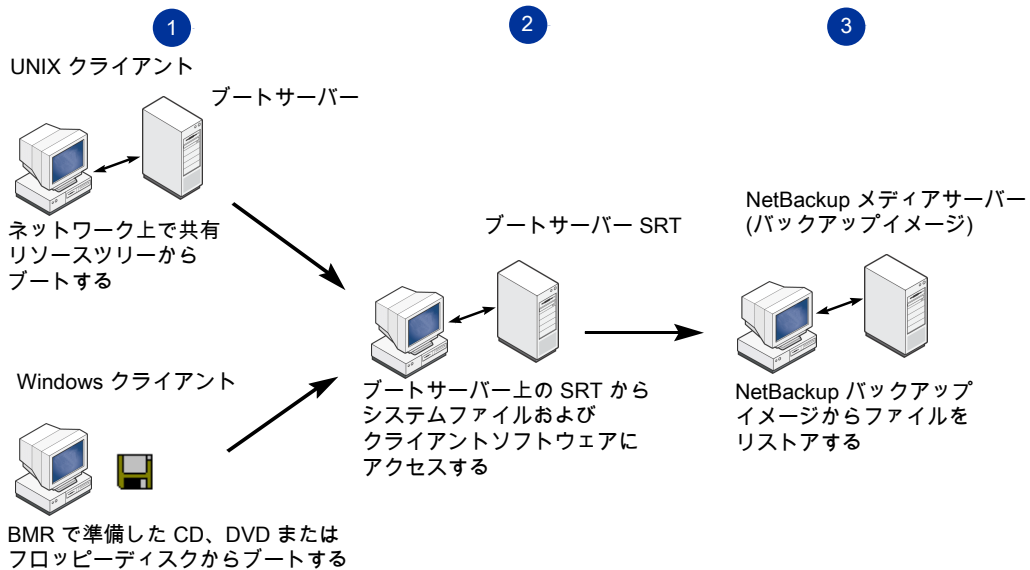 1
UNIX クライアント
ブートサーバー
ネットワーク上で共有
リソースツリーから
ブートする
Windows クライアント
BMR で準備した CD、DVD または
フロッピーディスクからブートする
2
ブートサーバー SRT
ブートサーバー上の SRT から
システムファイルおよび
クライアントソフトウェアに
アクセスする
3
NetBackup メディアサーバー
(バックアップイメージ)
NetBackup バックアップ
イメージからファイルを
リストアする